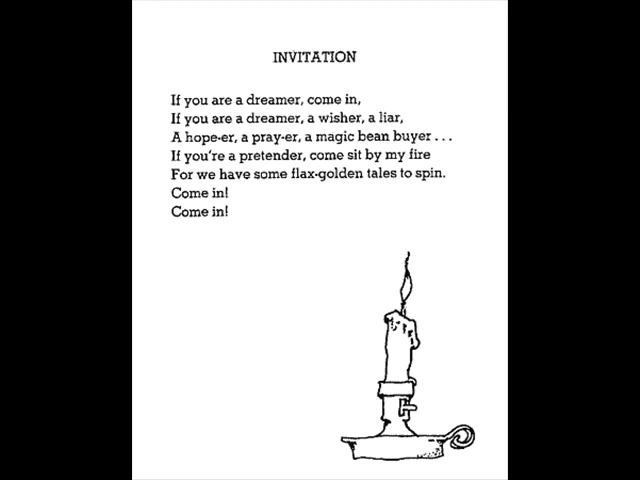 INVITATION
If you are a dreamer, come in,
If you are a dreamer, a wisher, a liar,
A hope-er, a pray-er, a magic bean buyer . . .
If you're a pretender, come sit by my fire
For we have some flax-golden tales to spin.
Come in!
Come in!